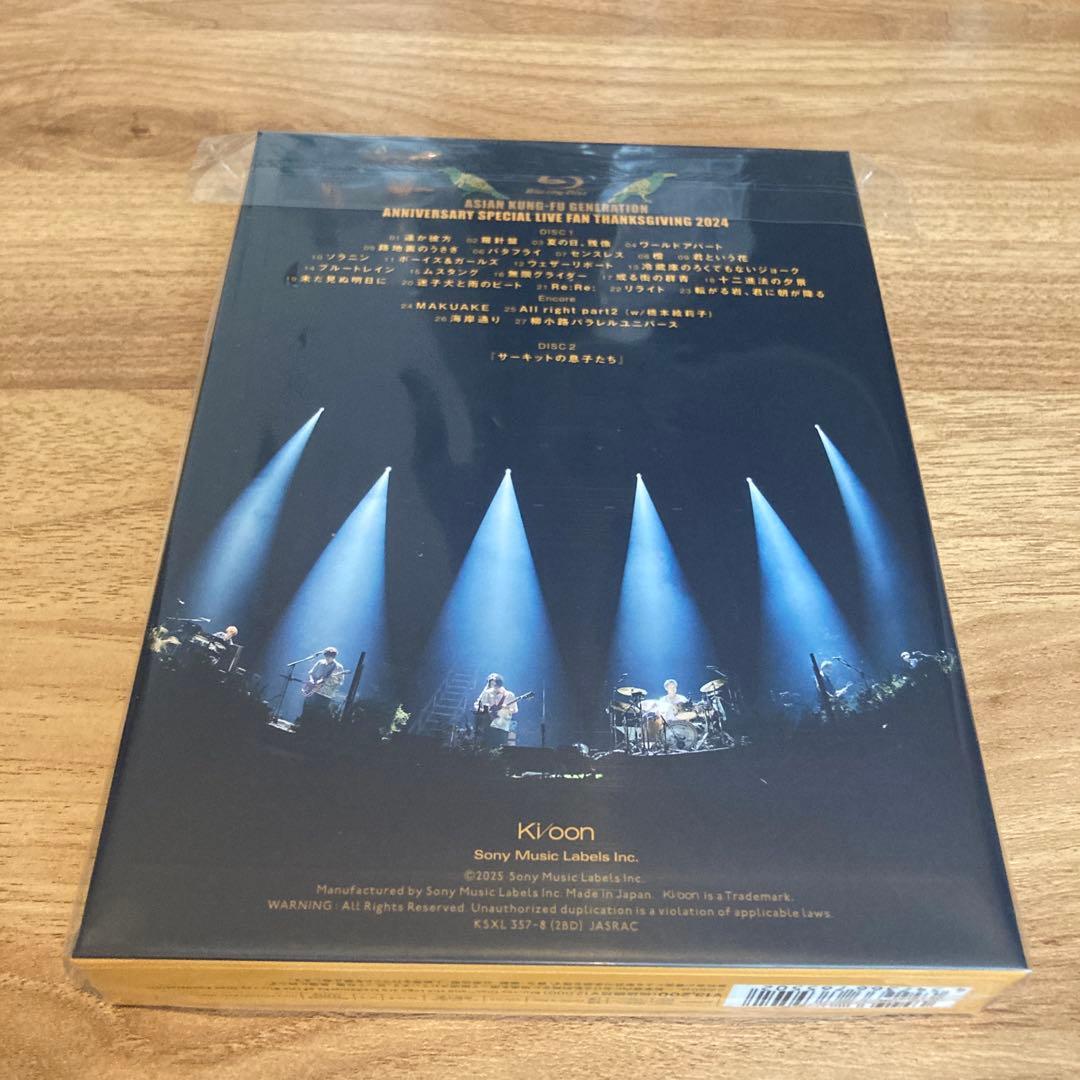 Blu-ray Disc
ASIAN KUNG-FU GENERATION
ANNIVERSARY SPECIAL LIVE FAN THANKSGIVING 2024
DISC 1
01 遥か彼方 02 羅針盤 03 夏の日、残像 04 ワールドアパート
05 路地裏のうさぎ 06 バタフライ 07 センスレス 08 橙 09 君という花
10 ソラニン 11 ボーイズ&ガールズ 12 ウェザーリポート 13 冷蔵庫のろくでもないジョーク
14 ブルートレイン 15 ムスタング 16 無限グライダー 17 或る街の群青 18 十二進法の夕景
19 未だ見ぬ明日に 20 迷子犬と雨のビート 21 Re:Re: 22 リライト 23 転がる岩、君に朝が降る
Encore
24 MAKUAKE 25 All right part2 (w/橋本絵莉子)
26 海岸通り 27 柳小路パラレルユニバース
DISC 2
『サーキットの息子たち』
Ki/oon
Sony Music Labels Inc.
©2025 Sony Music Labels Inc.
Manufactured by Sony Music Labels Inc. Made in Japan. Ki/oon is a Trademark.
WARNING : All Rights Reserved. Unauthorized duplication is a violation of applicable laws.
KSXL 357-8 (2BD) JASRAC